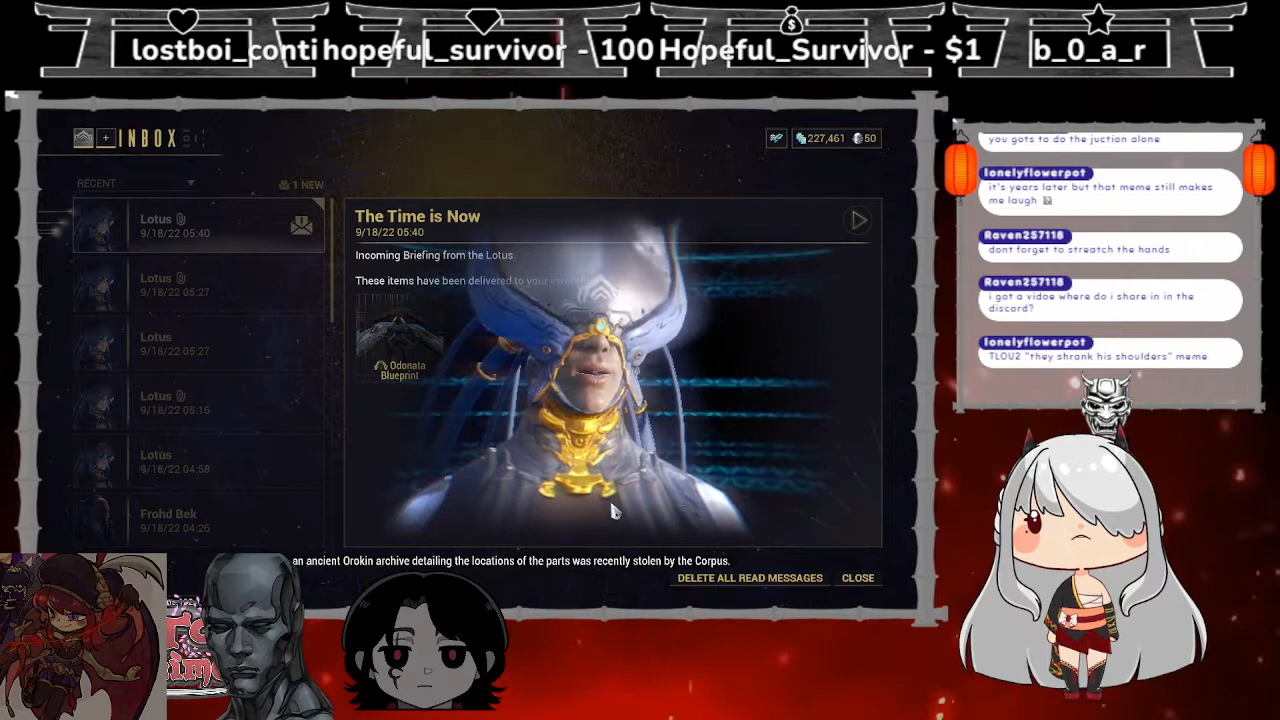 lostboi_conti
hopeful_survivor - 100
Hopeful_Survivor - $1
b_0_a_r
INBOX
5
227,461
50
RECENT
1 NEW
Lotus
9/18/22 05:40
Lotus
9/18/22 05:27
Lotus
9/18/22 05:27
Lotus
9/18/22 05:16
Lotus
9/18/22 04:58
Frohd Bek
9/18/22 04:26
The Time is Now
9/18/22 05:40
Incoming Briefing from the Lotus.
These items have been delivered to your
Odonata
Blueprint
an ancient Orokin archive detailing the locations of the parts was recently stolen by the Corpus.
DELETE ALL READ MESSAGES
CLOSE
you gots to do the juction alone
lonelyflowerpot
it's years later but that meme still makes
me laugh
Raven257118
dont forget to streatch the hands
Raven257118
i got a vidoe where do i share in in the
discord?
lonelyflowerpot
TLOU2 "they shrank his shoulders" meme